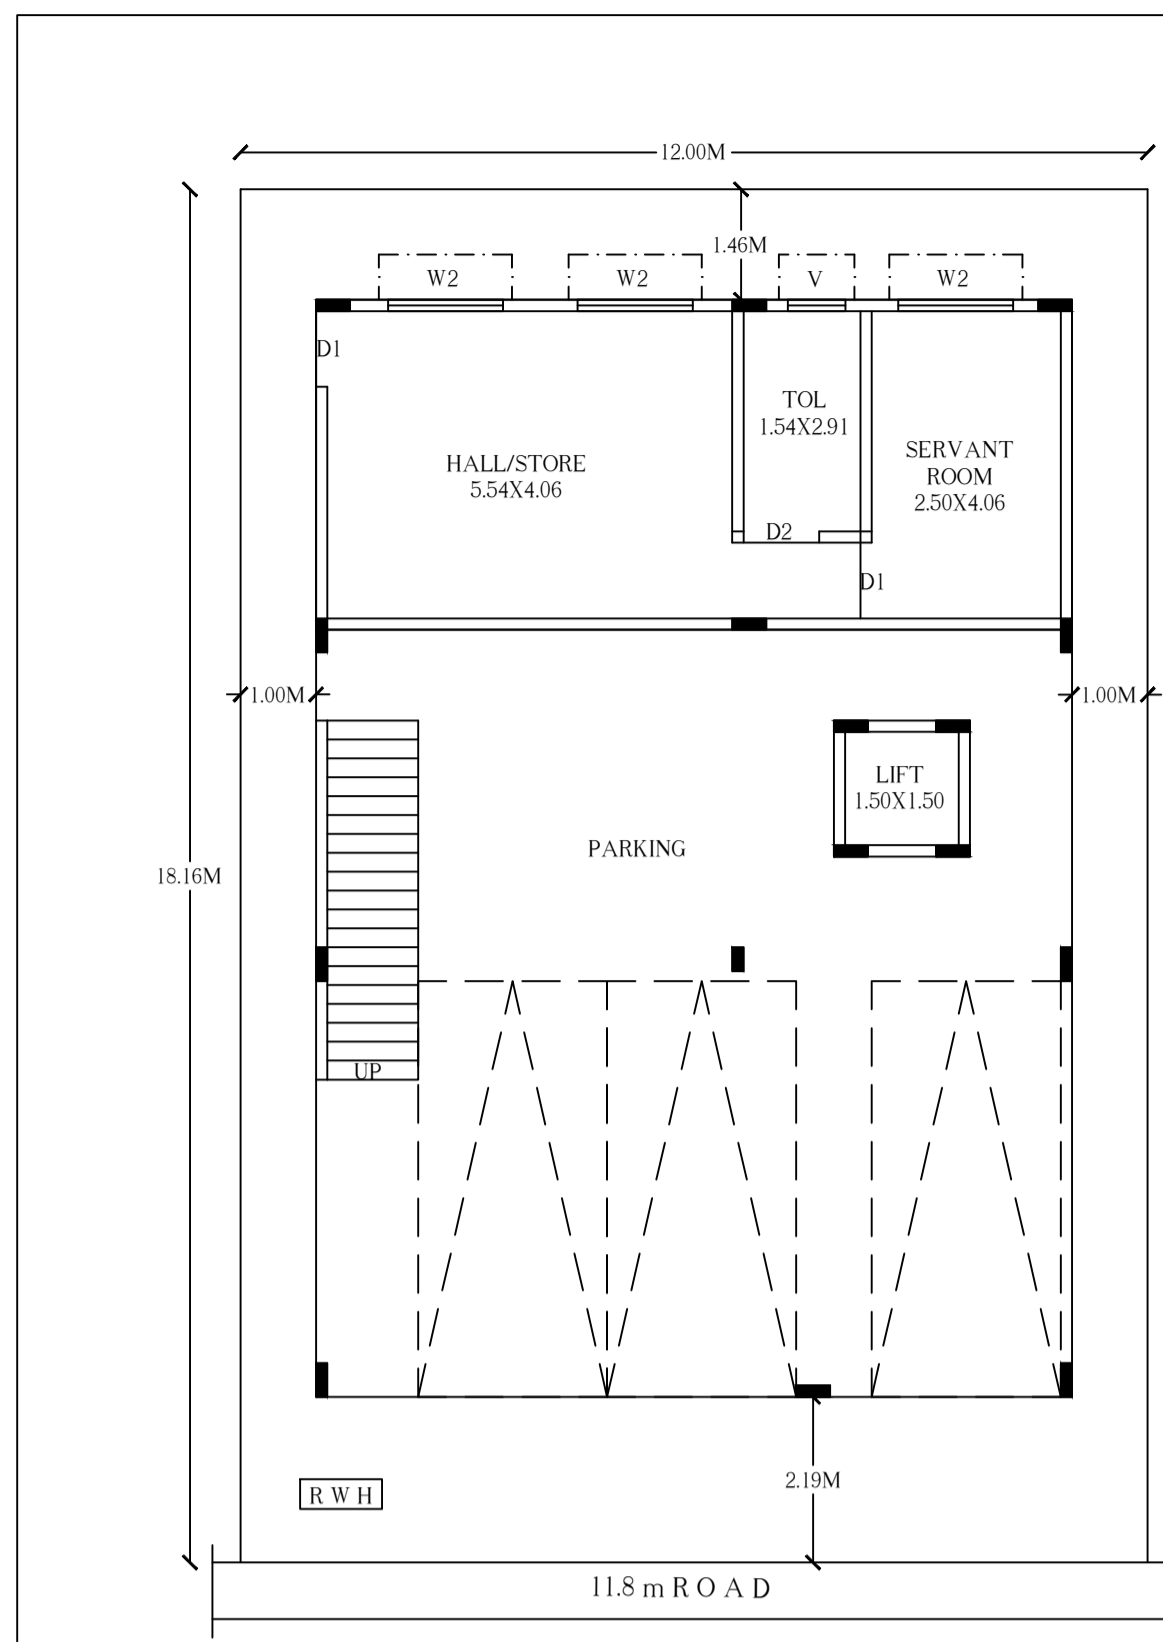 12.00M
1.46M
W2
W2
V
W2
D1
TOL
1.54X2.91
HALL/STORE
5.54X4.06
SERVANT
ROOM
2.50X4.06
D2
D1
1.00M
1.00M
LIFT
1.50X1.50
PARKING
18.16M
UP
2.19M
R W H
11.8 m R O A D